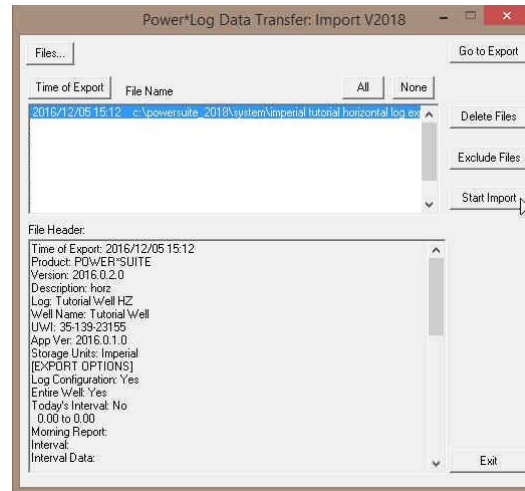 Power*Log Data Transfer: Import V2018
Files...
Go to Export
Time of Export
File Name
All
None
2016/12/05 15:12 c:\powersuite_2018\system\imperial tutorial horizontal log.ex
Delete Files
Exclude Files
Start Import
File Header:
Time of Export: 2016/12/05 15:12
Product: POWER*SUITE
Version: 2016.0.2.0
Description: horz
Log: Tutorial Well HZ
Well Name: Tutorial Well
UWI: 35-139-23155
App Ver: 2016.0.1.0
Storage Units: Imperial
[EXPORT OPTIONS]
Log Configuration: Yes
Entire Well: Yes
Today's Interval: No
0.00 to 0.00
Morning Report:
Interval:
Interval Data:
Exit